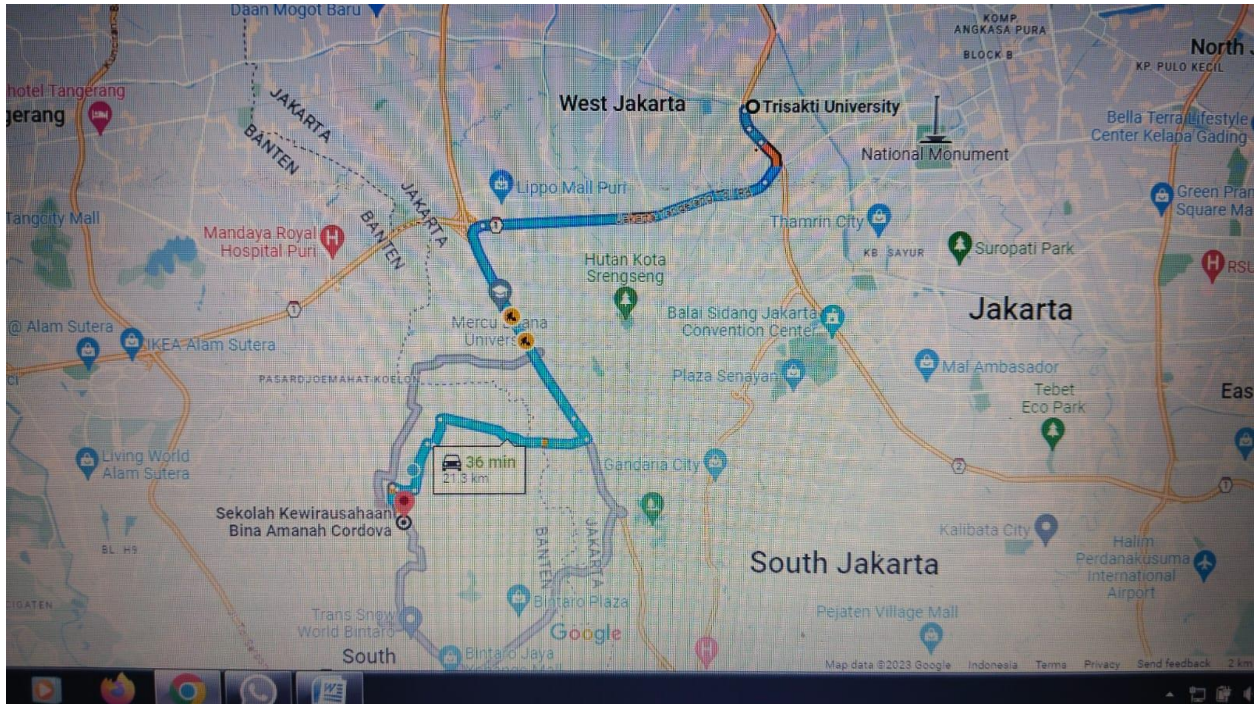 Daan Mogot Baru
KOMP.
ANGKASA PURA
BLOCK B
North
KP. PULO KECIL
hotel Tangerang
gerang
JAKARTA
BANTEN
West Jakarta
Trisakti University
National Monument
Bella Terra Lifestyle
Center Kelapa Gading
JAKARTA
BANTEN
Lippo Mall Puri
Tangcity Mall
Mandaya Royal
Hospital Puri
1
Thamrin City
Green Pram
Square Ma
KB. SAYUR
Suropati Park
RSU
Hutan Kota
Srengseng
1
Jakarta
Balai Sidang Jakarta
Convention Center
@ Alam Sutera
IKEA Alam Sutera
Mercu Buana
University
PASARDJOEMAHAT-KOELON
Plaza Senayan
Mal Ambasador
Tebet
Eco Park
Eas
Living World
Alam Sutera
36 min
21.3 km
Gandaria City
2
1
Sekolah Kewirausahaan
Bina Amanah Cordova
BL. H9
BANTEN
JAKARTA
Kalibata City
Halim
Perdanakusuma
International
Airport
South Jakarta
CIGATEN
Trans Snow
World Bintaro
Bintaro Plaza
Pejaten Village Mall
Google
South
Bintaro Jaya
Map data ©2023 Google Indonesia Terms Privacy Send feedback 2 km